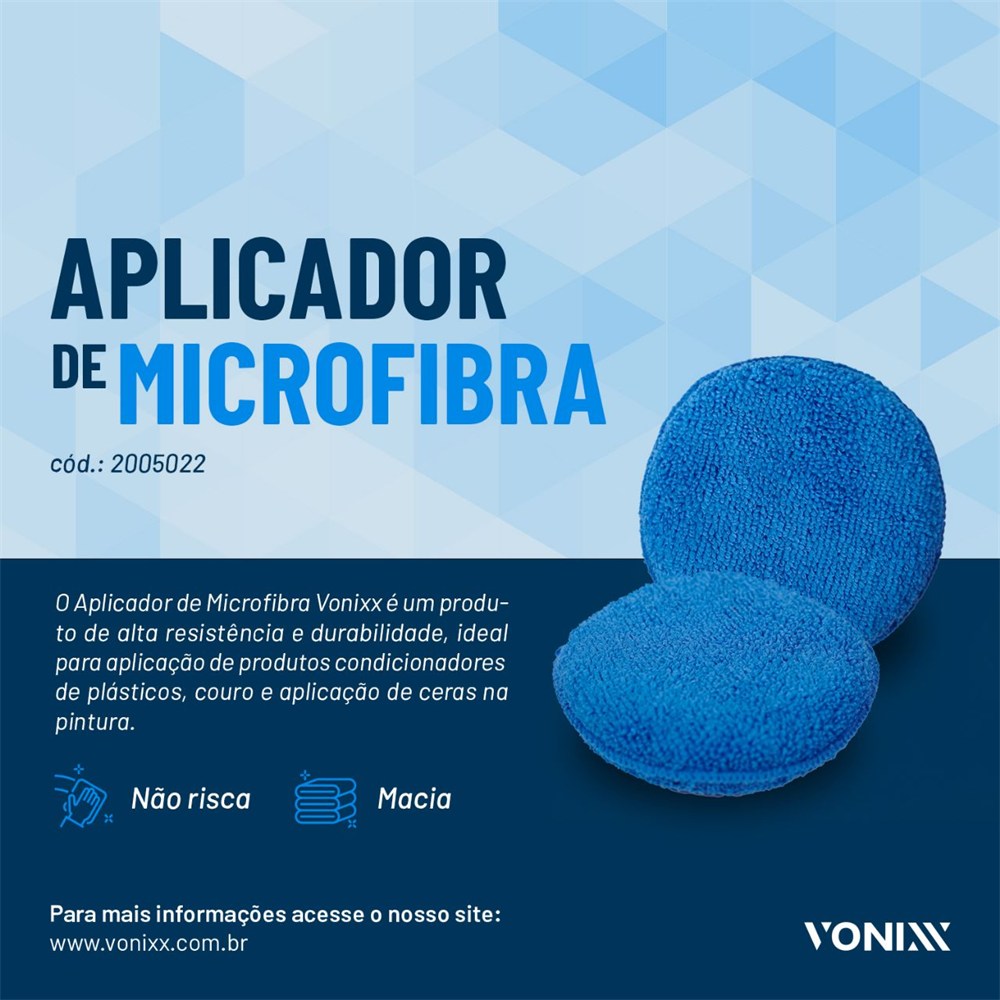 APLICADOR
DE MICROFIBRA
cód.: 2005022
O Aplicador de Microfibra Vonixx é um produ-
to de alta resistência e durabilidade, ideal
para aplicação de produtos condicionadores
de plásticos, couro e aplicação de ceras na
pintura.
Não risca
Macia
Para mais informações acesse o nosso site:
www.vonixx.com.br
VONIXX